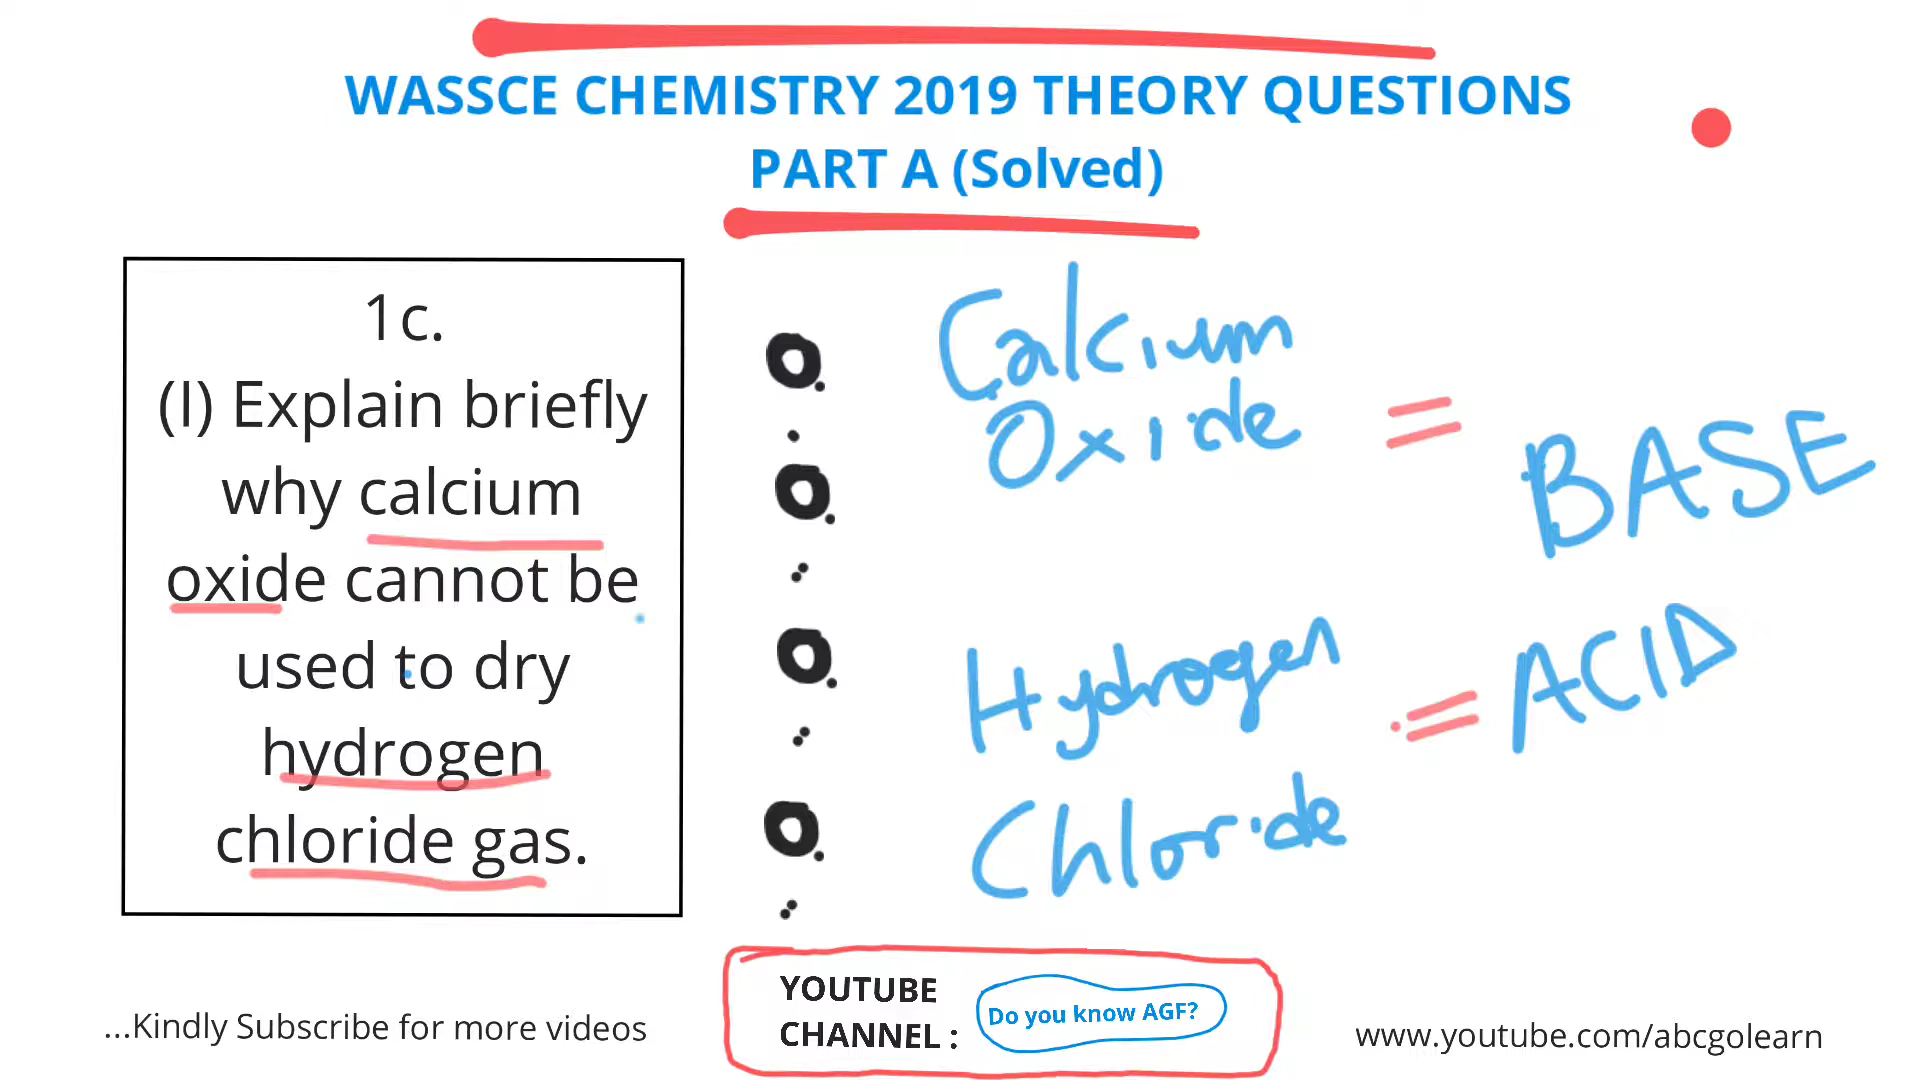 WASSCE CHEMISTRY 2019 THEORY QUESTIONS
PART A (Solved)
1c.
(I) Explain briefly
why calcium
oxide cannot be
used to dry
hydrogen
chloride gas.
Calcium
Oxide
=
BASE
Hydrogen
Chloride
=
ACID
...Kindly Subscribe for more videos
YOUTUBE
CHANNEL :
Do you know AGF?
www.youtube.com/abcgolearn